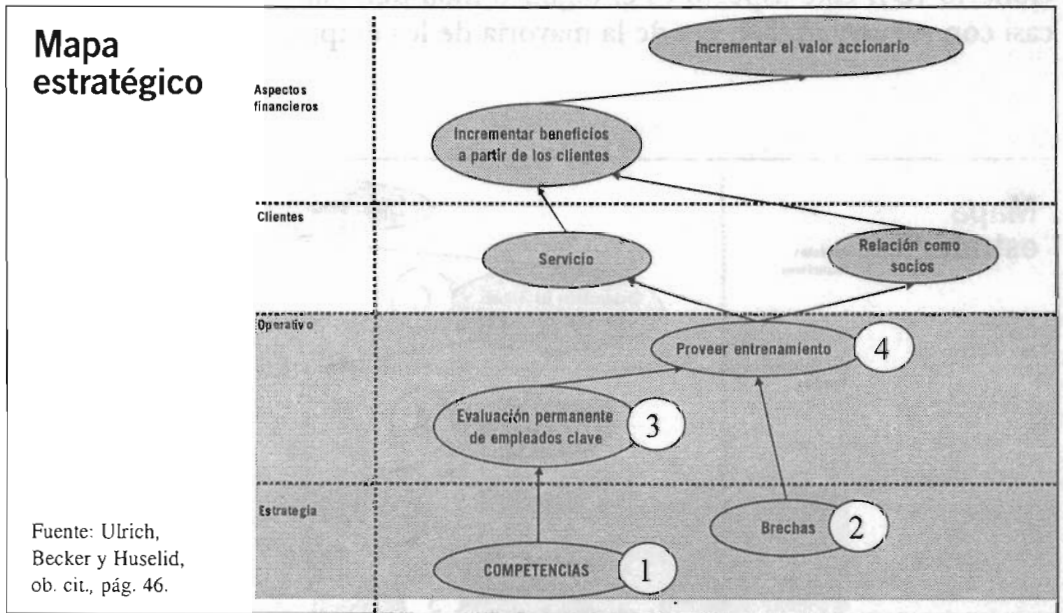 Mapa
estratégico
Aspectos
financieros
Incrementar el valor accionario
Incrementar beneficios
a partir de los clientes
Clientes
Servicio
Relación como
socios
Operativo
Proveer entrenamiento
4
Evaluación permanente
de empleados clave
3
Estrategia
Brechas
2
COMPETENCIAS
1
Fuente: Ulrich,
Becker y Huselid,
ob. cit., pág. 46.